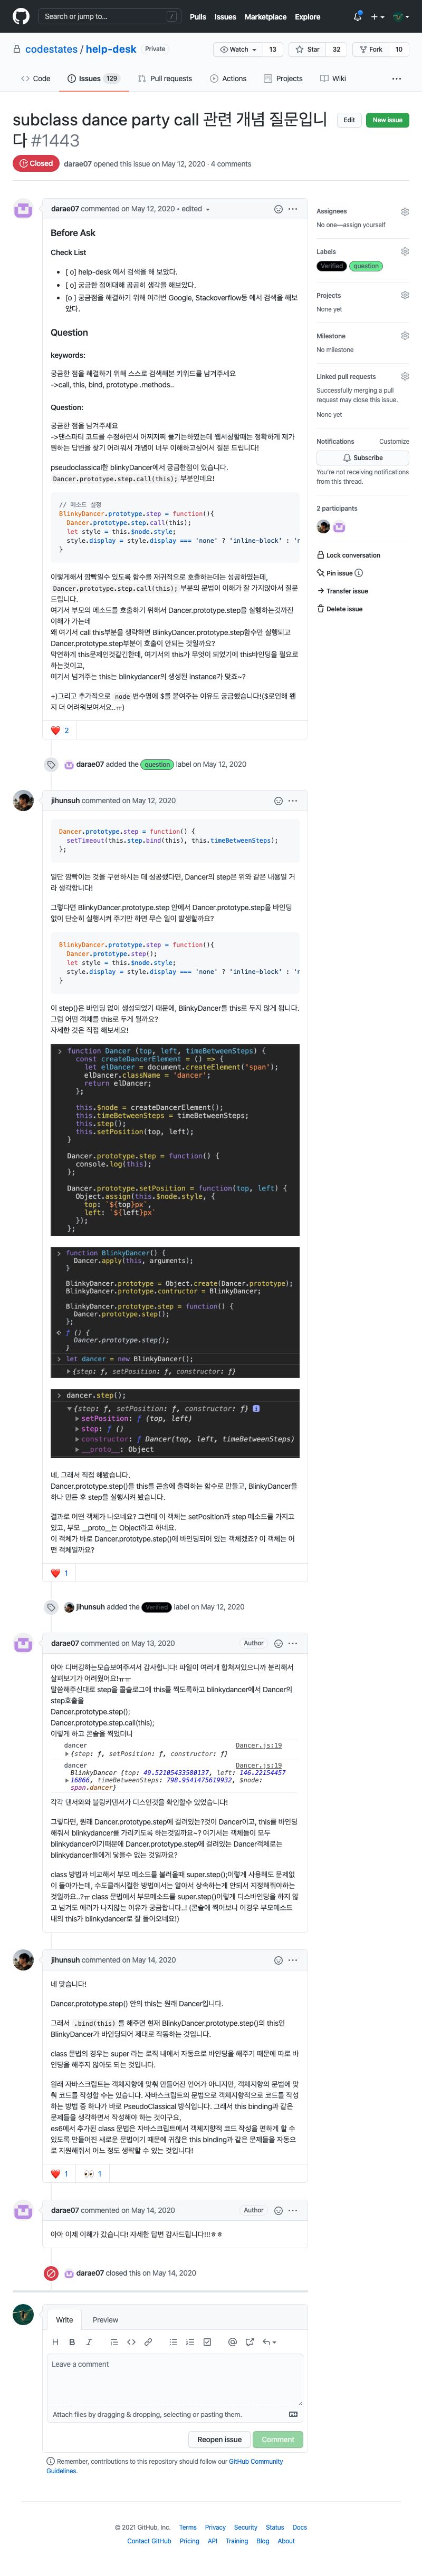 Search or jump to...
/
Pulls Issues Marketplace Explore
codestates / help-desk Private
Watch 13 Star 32 Fork 10
Code Issues 129 Pull requests Actions Projects Wiki
subclass dance party call 관련 개념 질문입니
다 #1443
Edit New issue
Closed darae07 opened this issue on May 12, 2020 · 4 comments
darae07 commented on May 12, 2020 • edited
Before Ask
Check List
• [ o] help-desk 에서 검색을 해 보았다.
• [ o] 궁금한 점에대해 곰곰히 생각을 해보았다.
• [o ] 궁금점을 해결하기 위해 여러번 Google, Stackoverflow등 에서 검색을 해보
았다.
Question
keywords:
궁금한 점을 해결하기 위해 스스로 검색해본 키워드를 남겨주세요
->call, this, bind, prototype .methods..
Question:
궁금한 점을 남겨주세요
->댄스파티 코드를 수정하면서 어찌저찌 풀기는하였는데 웹서칭할때는 정확하게 제가
원하는 답변을 찾기 어려워서 개념이 너무 이해하고싶어서 질문 드립니다!
pseudoclassical한 blinkyDancer에서 궁금한점이 있습니다.
Dancer.prototype.step.call(this); 부분인데요!
// 메소드 설정
BlinkyDancer.prototype.step = function(){
Dancer.prototype.step.call(this);
let style = this.$node.style;
style.display = style.display === 'none' ? 'inline-block' : 'r
}
이렇게해서 깜빡일수 있도록 함수를 재귀적으로 호출하는데는 성공하였는데,
Dancer.prototype.step.call(this); 부분의 문법이 이해가 잘 가지않아서 질문
드립니다.
여기서 부모의 메소드를 호출하기 위해서 Dancer.prototype.step을 실행하는것까진
이해가 가는데
왜 여기서 call this부분을 생략하면 BlinkyDancer.prototype.step함수만 실행되고
Dancer.prototype.step부분이 호출이 안되는 것일까요?
막연하게 this문제인것같긴한데, 여기서의 this가 무엇이 되었기에 this바인딩을 필요로
하는것이고,
여기서 넘겨주는 this는 blinkydancer의 생성된 instance가 맞죠~?
+)그리고 추가적으로 node 변수명에 $를 붙여주는 이유도 궁금했습니다!($로인해 왠
지 더 어려워보여서요..ㅠ)
2
darae07 added the question label on May 12, 2020
jihunsuh commented on May 12, 2020
Dancer.prototype.step = function() {
setTimeout(this.step.bind(this), this.timeBetweenSteps);
};
일단 깜빡이는 것을 구현하시는 데 성공했다면, Dancer의 step은 위와 같은 내용일 거
라 생각합니다!
그렇다면 BlinkyDancer.prototype.step 안에서 Dancer.prototype.step을 바인딩
없이 단순히 실행시켜 주기만 하면 무슨 일이 발생할까요?
BlinkyDancer.prototype.step = function(){
Dancer.prototype.step();
let style = this.$node.style;
style.display = style.display === 'none' ? 'inline-block' : 'r
}
이 step()은 바인딩 없이 생성되었기 때문에, BlinkyDancer를 this로 두지 않게 됩니다.
그럼 어떤 객체를 this로 두게 될까요?
자세한 것은 직접 해보세요!
> function Dancer (top, left, timeBetweenSteps) {
const createDancerElement = () => {
let elDancer = document.createElement('span');
elDancer.className = 'dancer';
return elDancer;
};
this.$node = createDancerElement();
this.timeBetweenSteps = timeBetweenSteps;
this.step();
this.setPosition(top, left);
}
Dancer.prototype.step = function() {
console.log(this);
};
Dancer.prototype.setPosition = function(top, left) {
Object.assign(this.$node.style, {
top: `${top}px`,
left: `${left}px`
});
};
> function BlinkyDancer() {
Dancer.apply(this, arguments);
}
BlinkyDancer.prototype = Object.create(Dancer.prototype);
BlinkyDancer.prototype.contructor = BlinkyDancer;
BlinkyDancer.prototype.step = function() {
Dancer.prototype.step();
};
< ƒ () {
Dancer.prototype.step();
}
> let dancer = new BlinkyDancer();
▶{step: ƒ, setPosition: ƒ, constructor: ƒ}
> dancer.step();
▼{step: ƒ, setPosition: ƒ, constructor: ƒ} i
▶setPosition: ƒ (top, left)
▶step: ƒ ()
▶constructor: ƒ Dancer(top, left, timeBetweenSteps)
▶__proto__: Object
네. 그래서 직접 해봤습니다.
Dancer.prototype.step()을 this를 콘솔에 출력하는 함수로 만들고, BlinkyDancer을
하나 만든 후 step을 실행시켜 봤습니다.
결과로 어떤 객체가 나오네요? 그런데 이 객체는 setPosition과 step 메소드를 가지고
있고, 부모 __proto__는 Object라고 하네요.
이 객체가 바로 Dancer.prototype.step()에 바인딩되어 있는 객체겠죠? 이 객체는 어
떤 객체일까요?
1
jihunsuh added the Verified label on May 12, 2020
darae07 commented on May 13, 2020 Author
아아 디버깅하는모습보여주셔서 감사합니다! 파일이 여러개 합쳐져있으니까 분리해서
살펴보기가 어려웠어요!ㅠㅠ
말씀해주신대로 step을 콜솔로그에 this를 찍도록하고 blinkydancer에서 Dancer의
step호출을
Dancer.prototype.step();
Dancer.prototype.step.call(this);
이렇게 하고 콘솔을 찍었더니
dancer Dancer.js:19
▶{step: ƒ, setPosition: ƒ, constructor: ƒ}
dancer Dancer.js:19
BlinkyDancer {top: 49.52105433580137, left: 146.22154457
▶16866, timeBetweenSteps: 798.9541475619932, $node:
span.dancer}
각각 댄서와와 블링키댄서가 디스인것을 확인할수 있었습니다!
그렇다면, 원래 Dancer.prototype.step에 걸려있는?것이 Dancer이고, this를 바인딩
해줘서 blinkydancer를 가리키도록 하는것일까요~? 여기서는 객체들이 모두
blinkydancer이기때문에 Dancer.prototype.step에 걸려있는 Dancer객체로는
blinkydancer들에게 닿을수 없는 것일까요?
class 방법과 비교해서 부모 메소드를 불러올때 super.step();이렇게 사용해도 문제없
이 돌아가는데, 수도클래시컬한 방법에서는 알아서 상속하는게 안되서 지정해줘야하는
것일까요..?ㅠ class 문법에서 부모메소드를 super.step()이렇게 디스바인딩을 하지 않
고 넘겨도 에러가 나지않는 이유가 궁금합니다..! (콘솔에 찍어보니 이경우 부모메소드
내의 this가 blinkydancer로 잘 들어오네요!)
jihunsuh commented on May 14, 2020
네 맞습니다!
Dancer.prototype.step() 안의 this는 원래 Dancer입니다.
그래서 .bind(this) 를 해주면 현재 BlinkyDancer.prototype.step()의 this인
BlinkyDancer가 바인딩되어 제대로 작동하는 것입니다.
class 문법의 경우는 super 라는 로직 내에서 자동으로 바인딩을 해주기 때문에 따로 바
인딩을 해주지 않아도 되는 것입니다.
원래 자바스크립트는 객체지향에 맞춰 만들어진 언어가 아니지만, 객체지향의 문법에 맞
춰 코드를 작성할 수는 있습니다. 자바스크립트의 문법으로 객체지향적으로 코드를 작성
하는 방법 중 하나가 바로 PseudoClassical 방식입니다. 그래서 this binding과 같은
문제들을 생각하면서 작성해야 하는 것이구요,
es6에서 추가된 class 문법은 자바스크립트에서 객체지향적 코드 작성을 편하게 할 수
있도록 만들어진 새로운 문법이기 때문에 귀찮은 this binding과 같은 문제들을 자동으
로 지원해줘서 어느 정도 생략할 수 있는 것입니다!
1 1
darae07 commented on May 14, 2020 Author
아아 이제 이해가 갔습니다! 자세한 답변 감사드립니다!!!ㅎㅎ
darae07 closed this on May 14, 2020
Write Preview
Leave a comment
Attach files by dragging & dropping, selecting or pasting them.
Reopen issue Comment
Remember, contributions to this repository should follow our GitHub Community
Guidelines.
Assignees
No one—assign yourself
Labels
Verified question
Projects
None yet
Milestone
No milestone
Linked pull requests
Successfully merging a pull
request may close this issue.
None yet
Notifications Customize
Subscribe
You're not receiving notifications
from this thread.
2 participants
Lock conversation
Pin issue
Transfer issue
Delete issue
© 2021 GitHub, Inc. Terms Privacy Security Status Docs
Contact GitHub Pricing API Training Blog About